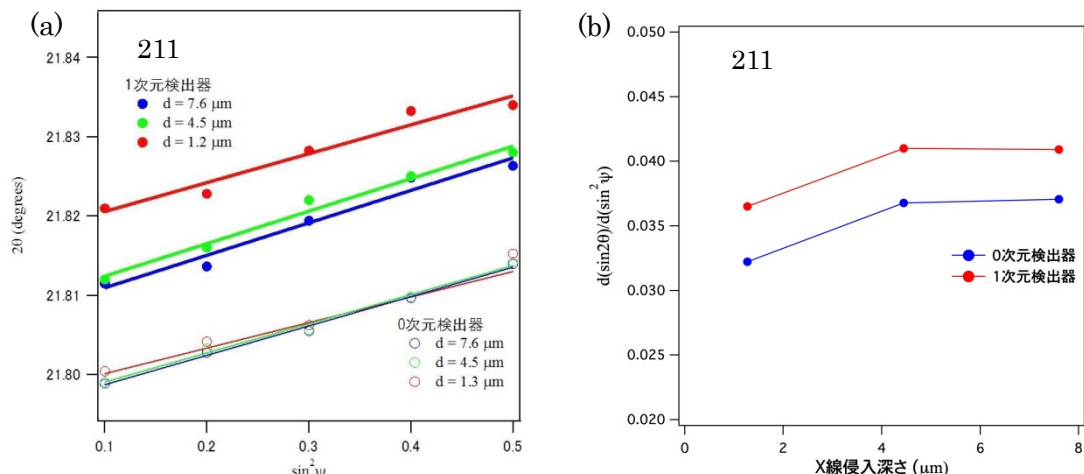 (a)
211
1次元検出器
d = 7.6 μm
d = 4.5 μm
d = 1.2 μm
21.84
21.83
21.82
21.81
21.80
2θ (degrees)
0次元検出器
d = 7.6 μm
d = 4.5 μm
d = 1.3 μm
0.1 0.2 0.3 0.4 0.5
sin²ψ
(b)
211
0.050
0.045
0.040
0.035
0.030
0.025
0.020
d(sin2θ)/d(sin²ψ)
0次元検出器
1次元検出器
0 2 4 6 8
X線侵入深さ (μm)